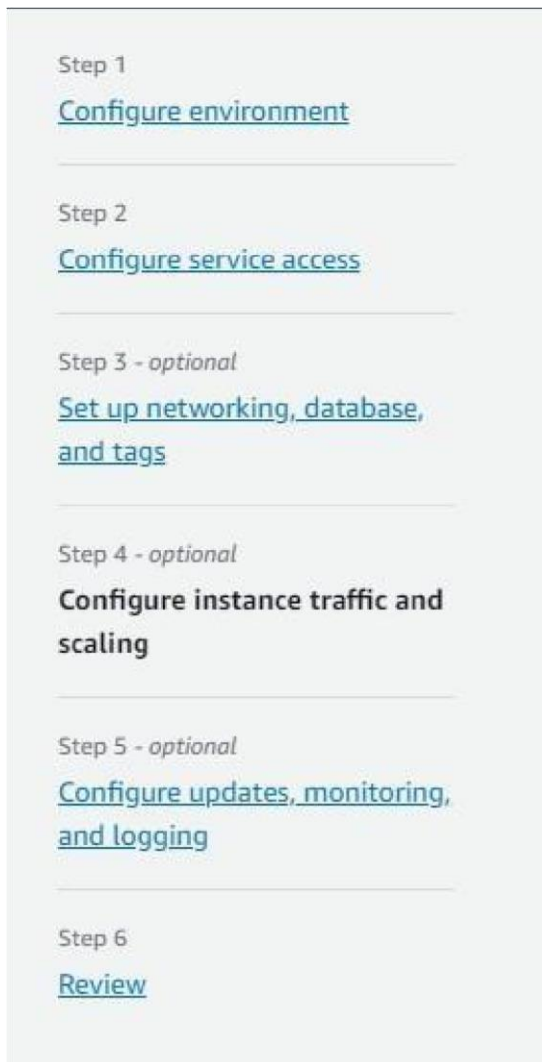 Step 1
Configure environment
Step 2
Configure service access
Step 3 - optional
Set up networking, database,
and tags
Step 4 - optional
Configure instance traffic and
scaling
Step 5 - optional
Configure updates, monitoring,
and logging
Step 6
Review